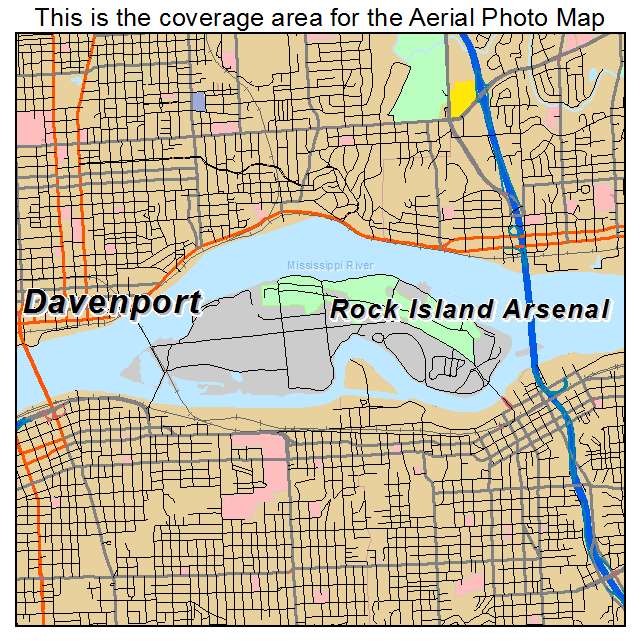 This is the coverage area for the Aerial Photo Map
Mississippi River
Davenport
Rock Island Arsenal